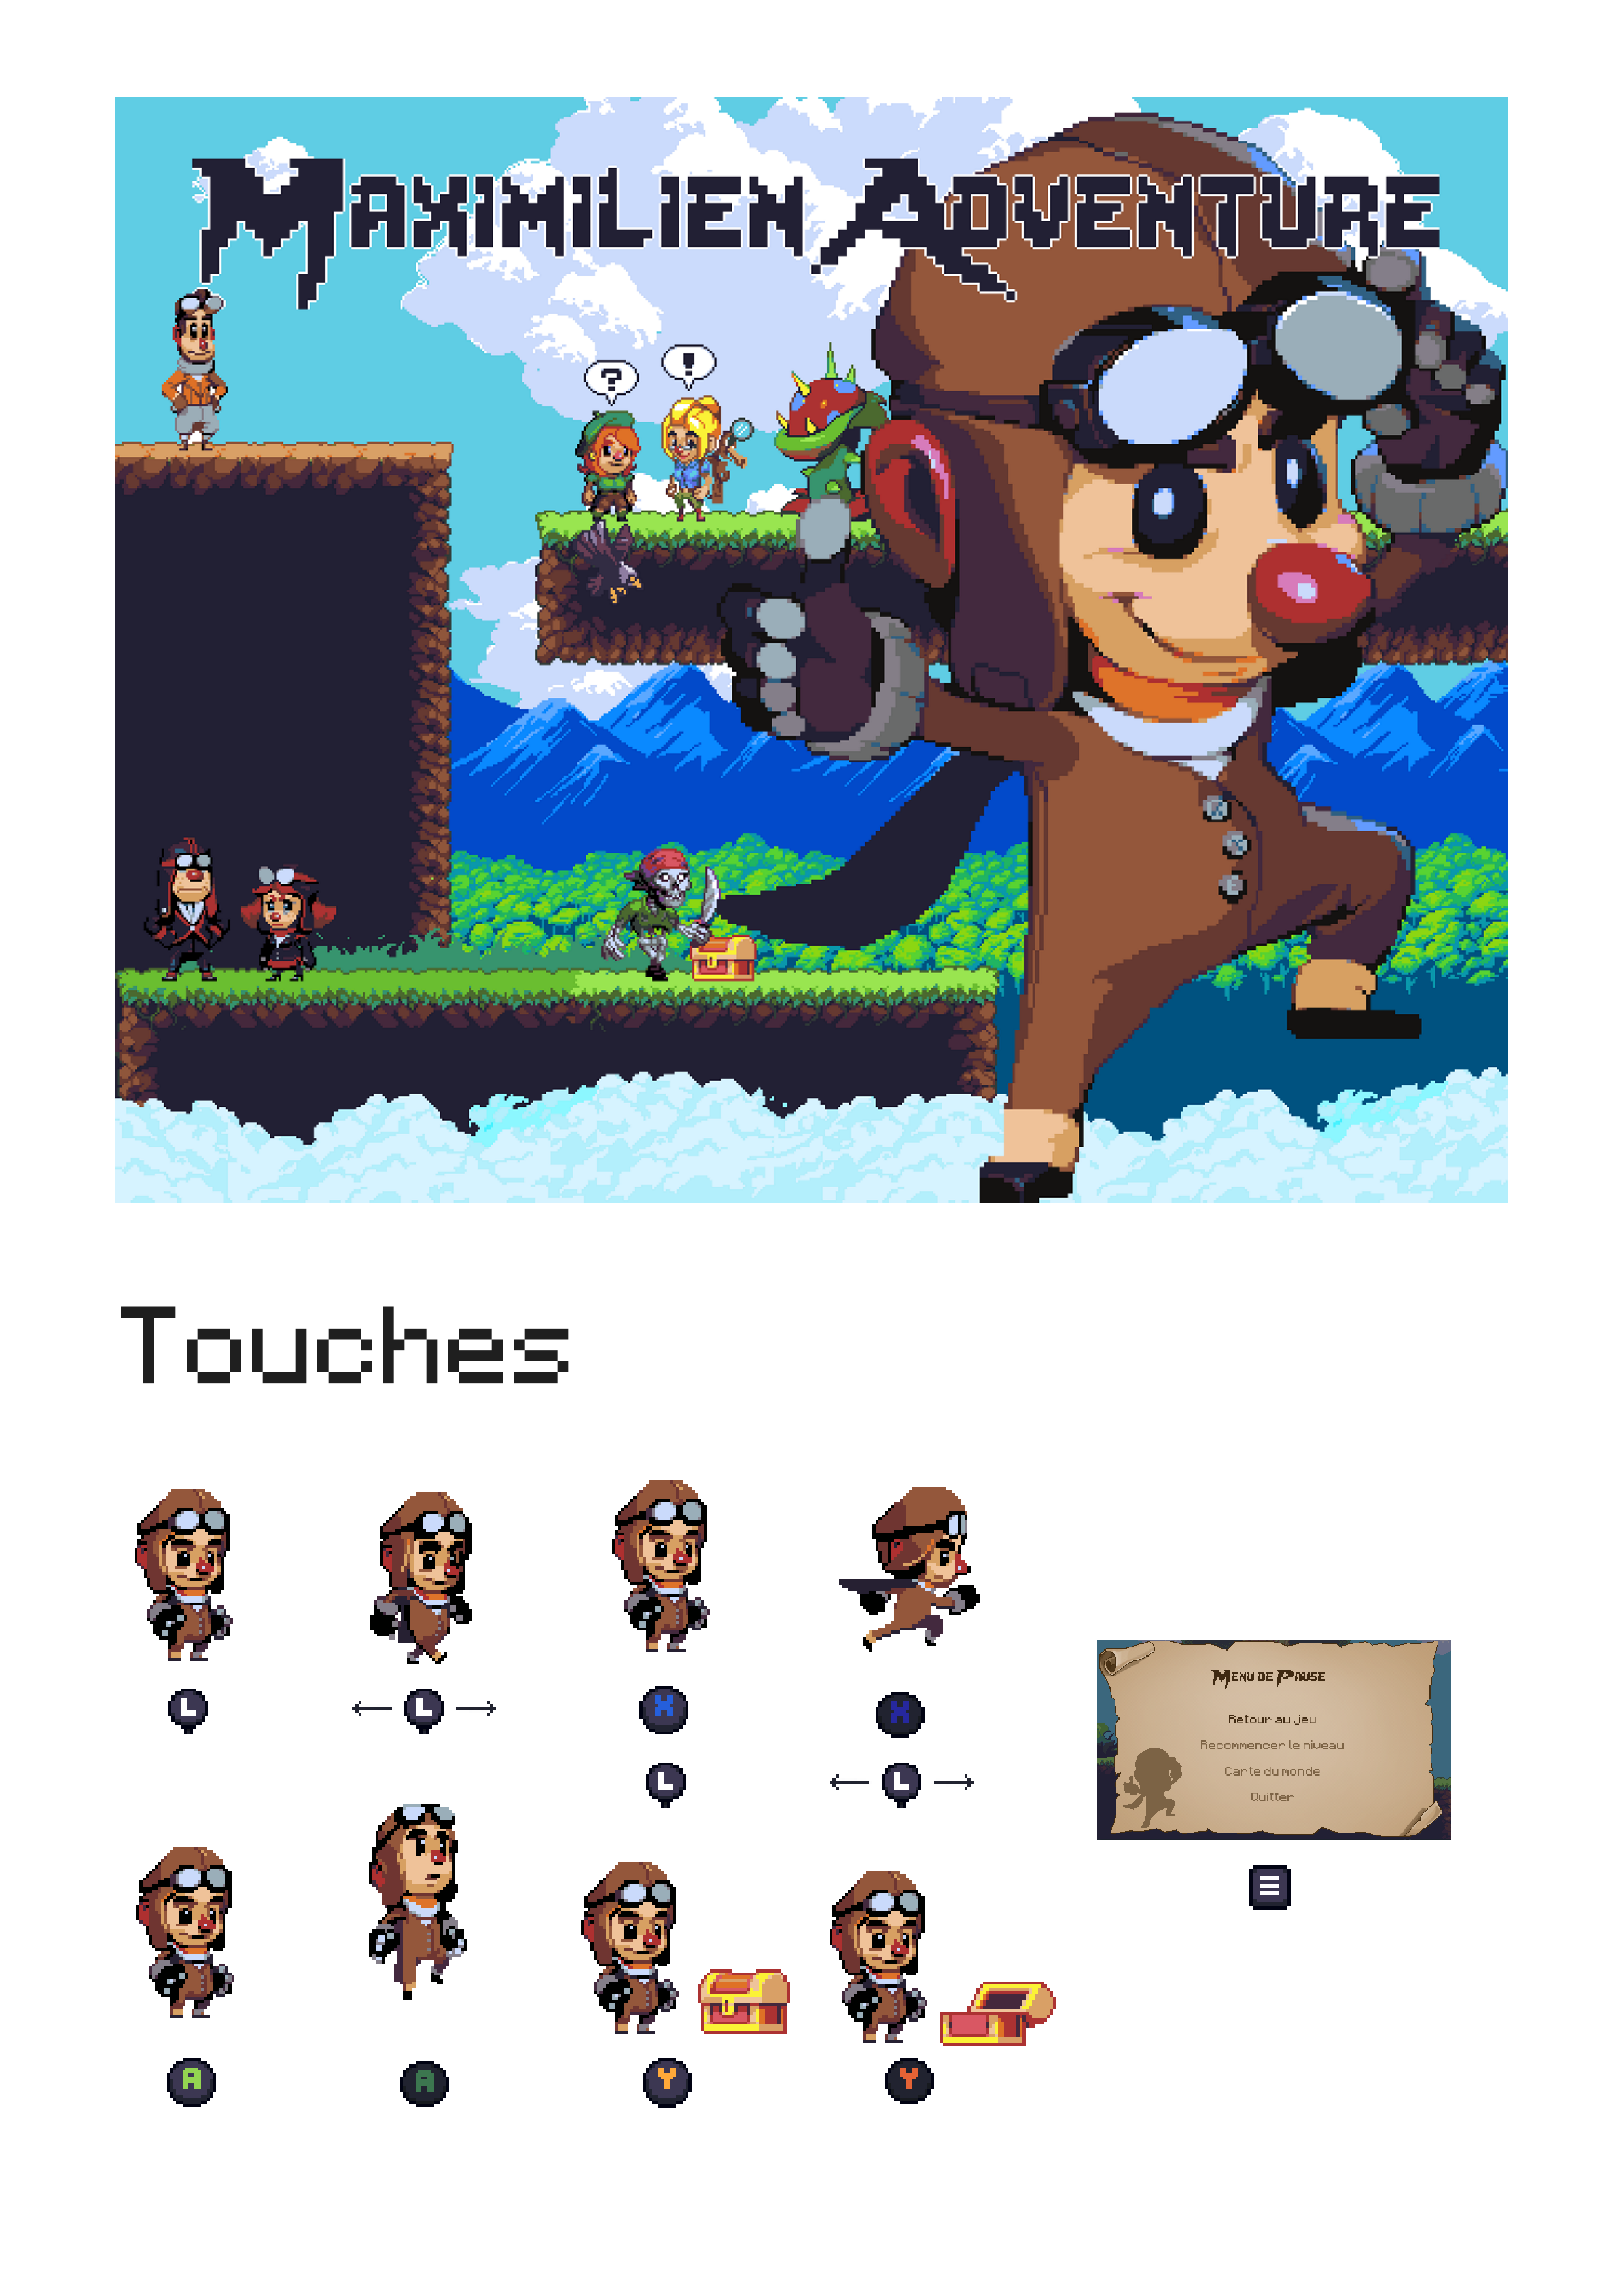 Maximilien Adventure
?
!
Touches
L
L
X
X
L
L
Menu de Pause
Retour au jeu
Recommencer le niveau
Carte du monde
Quitter
A
A
Y
Y